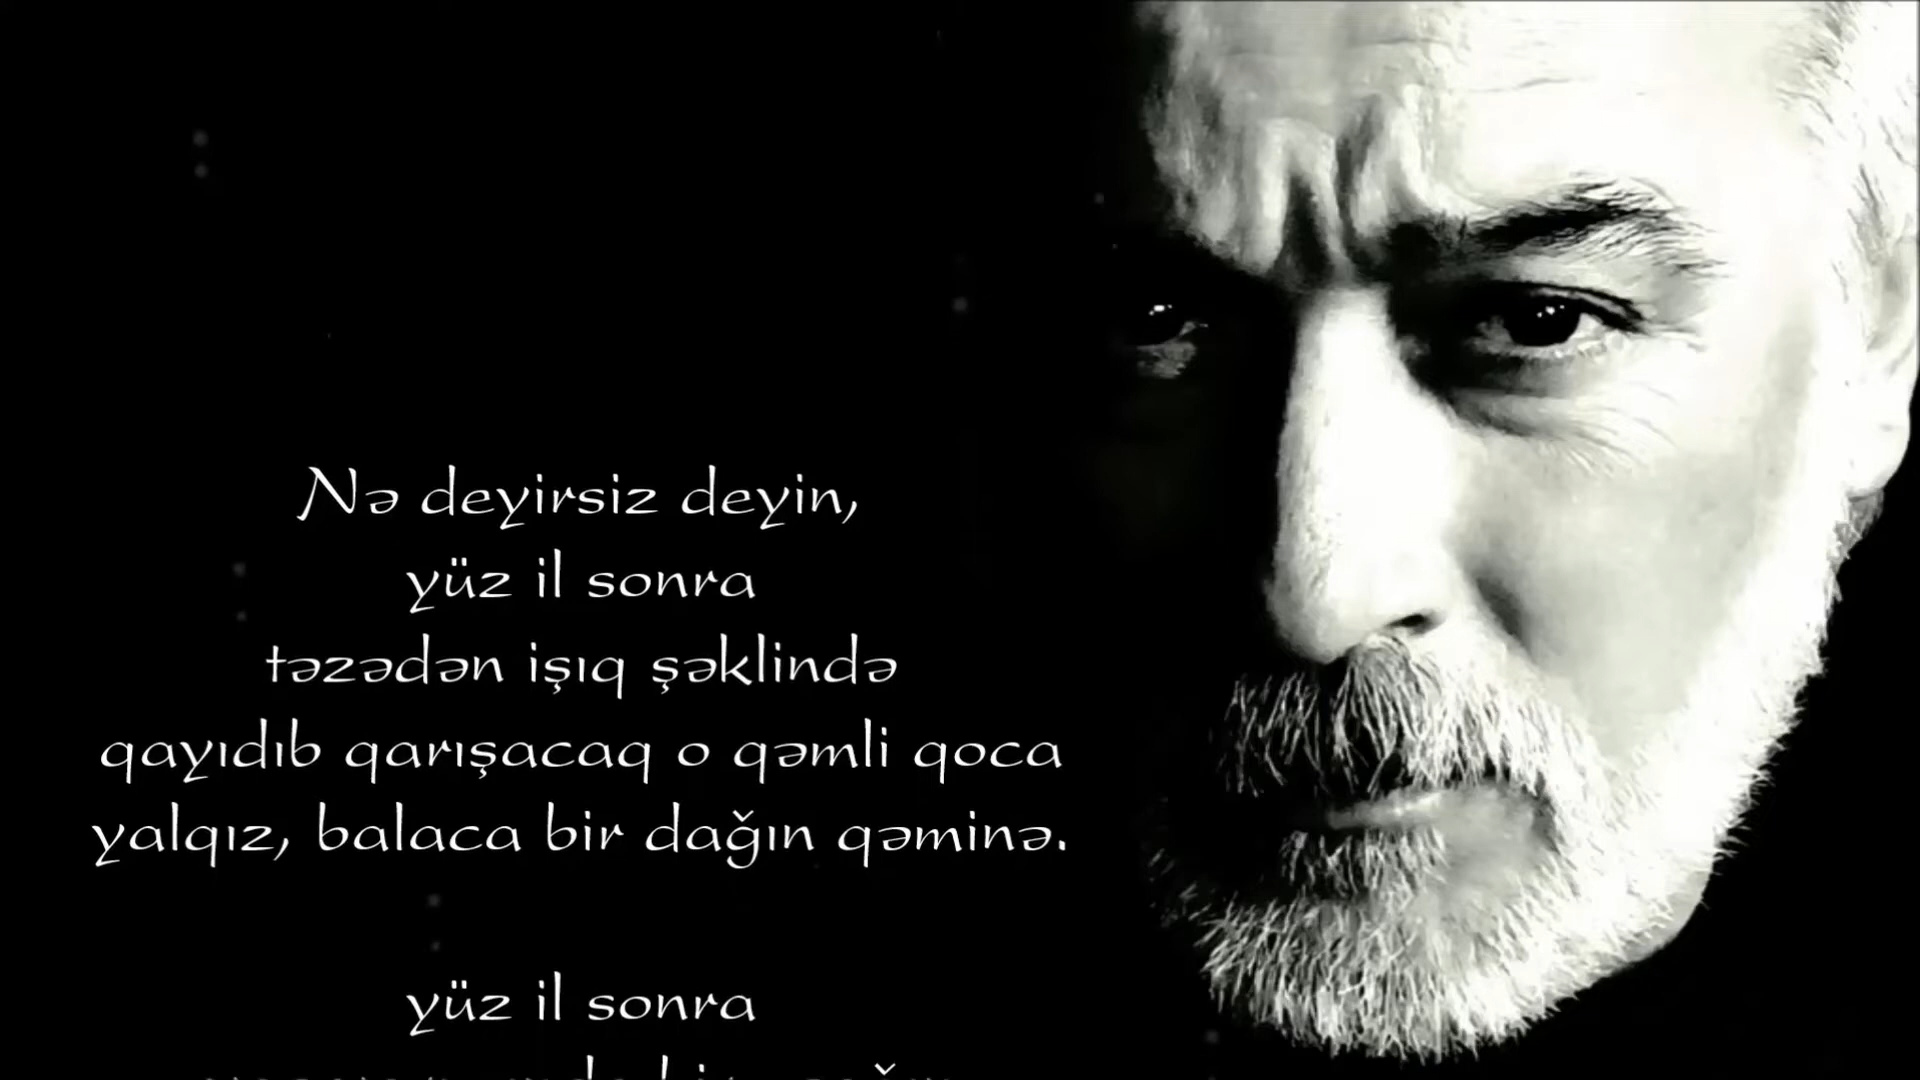 Nə deyirsiz deyin,
yüz il sonra
təzədən işıq şəklində
qayıdıb qarışacaq o qəmli qoca
yalqız, balaca bir dağın qəminə.
yüz il sonra